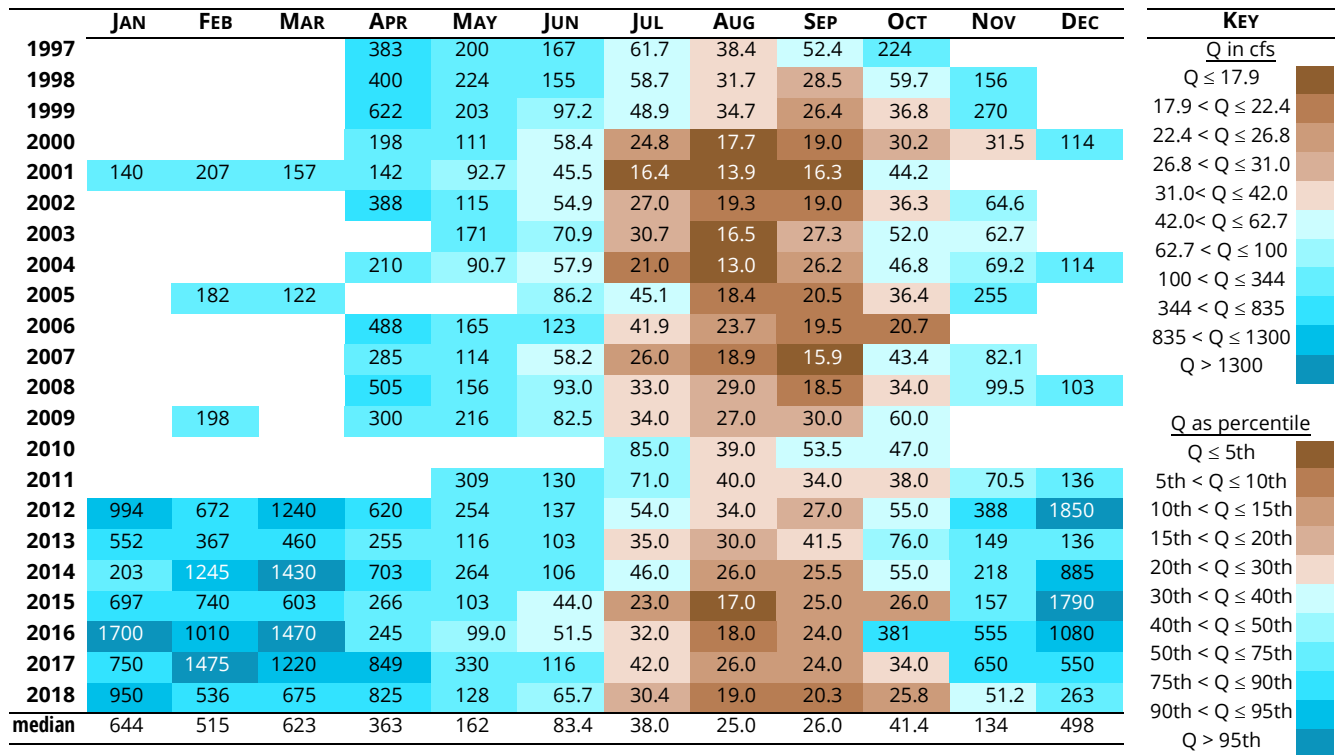 JAN FEB MAR APR MAY JUN JUL AUG SEP OCT NOV DEC KEY
1997 383 200 167 61.7 38.4 52.4 224
1998 400 224 155 58.7 31.7 28.5 59.7 156
1999 622 203 97.2 48.9 34.7 26.4 36.8 270
2000 198 111 58.4 24.8 17.7 19.0 30.2 31.5 114
2001 140 207 157 142 92.7 45.5 16.4 13.9 16.3 44.2
2002 388 115 54.9 27.0 19.3 19.0 36.3 64.6
2003 171 70.9 30.7 16.5 27.3 52.0 62.7
2004 210 90.7 57.9 21.0 13.0 26.2 46.8 69.2 114
2005 182 122 86.2 45.1 18.4 20.5 36.4 255
2006 488 165 123 41.9 23.7 19.5 20.7
2007 285 114 58.2 26.0 18.9 15.9 43.4 82.1
2008 505 156 93.0 33.0 29.0 18.5 34.0 99.5 103
2009 198 300 216 82.5 34.0 27.0 30.0 60.0
2010 85.0 39.0 53.5 47.0
2011 309 130 71.0 40.0 34.0 38.0 70.5 136
2012 994 672 1240 620 254 137 54.0 34.0 27.0 55.0 388 1850
2013 552 367 460 255 116 103 35.0 30.0 41.5 76.0 149 136
2014 203 1245 1430 703 264 106 46.0 26.0 25.5 55.0 218 885
2015 697 740 603 266 103 44.0 23.0 17.0 25.0 26.0 157 1790
2016 1700 1010 1470 245 99.0 51.5 32.0 18.0 24.0 381 555 1080
2017 750 1475 1220 849 330 116 42.0 26.0 24.0 34.0 650 550
2018 950 536 675 825 128 65.7 30.4 19.0 20.3 25.8 51.2 263
median 644 515 623 363 162 83.4 38.0 25.0 26.0 41.4 134 498
Q in cfs
Q ≤ 17.9
17.9 < Q ≤ 22.4
22.4 < Q ≤ 26.8
26.8 < Q ≤ 31.0
31.0< Q ≤ 42.0
42.0< Q ≤ 62.7
62.7 < Q ≤ 100
100 < Q ≤ 344
344 < Q ≤ 835
835 < Q ≤ 1300
Q > 1300
Q as percentile
Q ≤ 5th
5th < Q ≤ 10th
10th < Q ≤ 15th
15th < Q ≤ 20th
20th < Q ≤ 30th
30th < Q ≤ 40th
40th < Q ≤ 50th
50th < Q ≤ 75th
75th < Q ≤ 90th
90th < Q ≤ 95th
Q > 95th